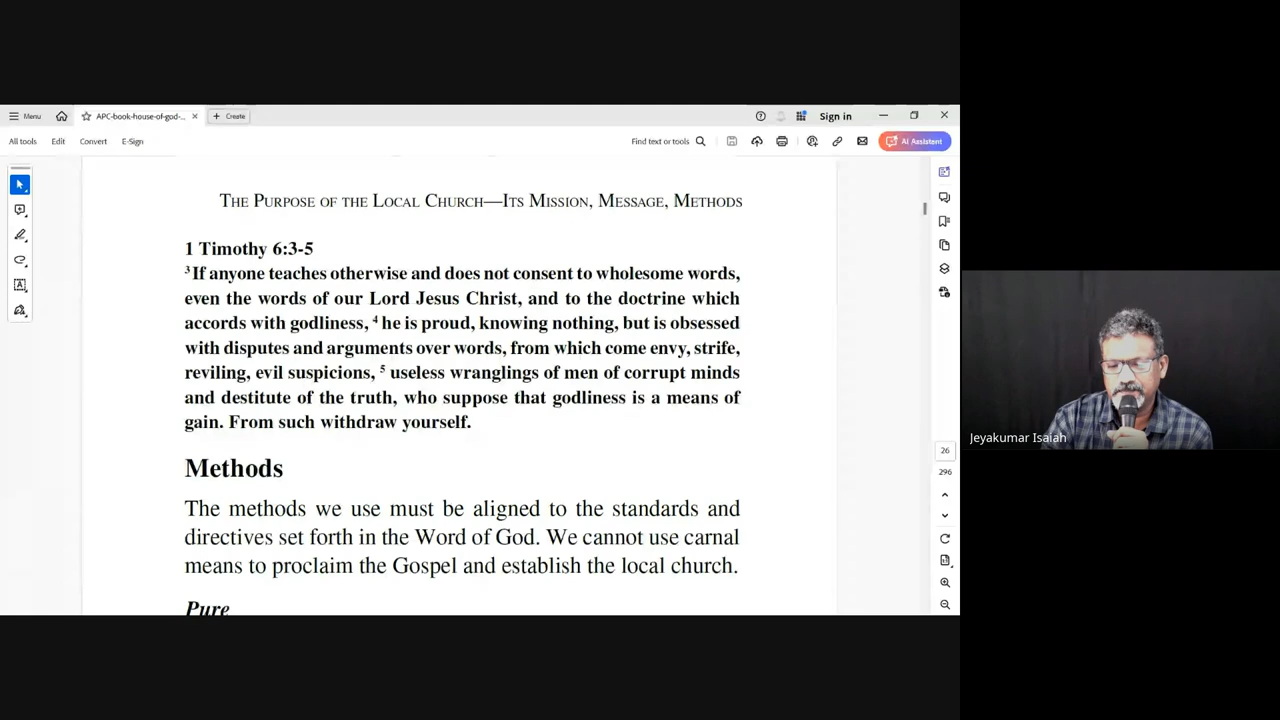 Menu
APC-book-house-of-god-...
Create
Sign in
All tools
Edit
Convert
E-Sign
Find text or tools
AI Assistant
THE PURPOSE OF THE LOCAL CHURCH—ITS MISSION, MESSAGE, METHODS
1 Timothy 6:3-5
³If anyone teaches otherwise and does not consent to wholesome words,
even the words of our Lord Jesus Christ, and to the doctrine which
accords with godliness, ⁴ he is proud, knowing nothing, but is obsessed
with disputes and arguments over words, from which come envy, strife,
reviling, evil suspicions, ⁵ useless wranglings of men of corrupt minds
and destitute of the truth, who suppose that godliness is a means of
gain. From such withdraw yourself.
Methods
The methods we use must be aligned to the standards and
directives set forth in the Word of God. We cannot use carnal
means to proclaim the Gospel and establish the local church.
Pure
26
296
Jeyakumar Isaiah